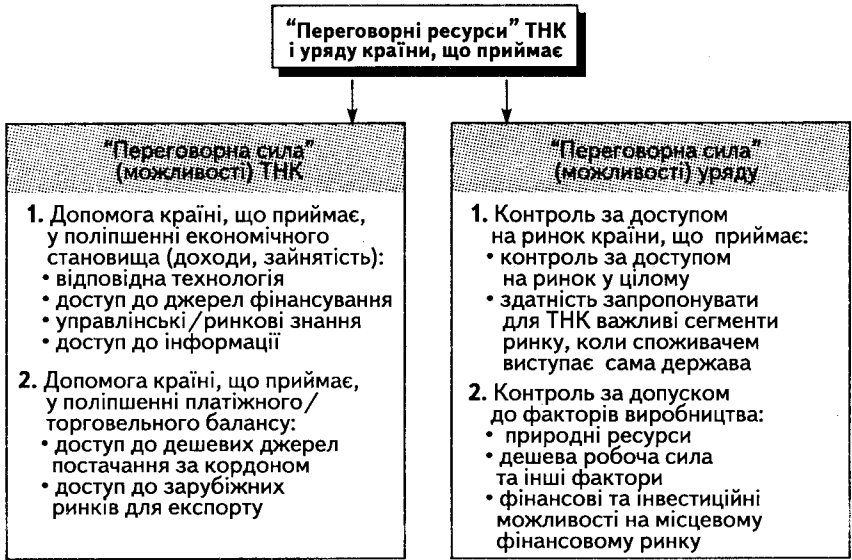 “Переговорні ресурси” ТНК
і уряду країни, що приймає
“Переговорна сила”
(можливості) ТНК
1. Допомога країні, що приймає,
у поліпшенні економічного
становища (доходи, зайнятість):
• відповідна технологія
• доступ до джерел фінансування
• управлінські/ринкові знання
• доступ до інформації
2. Допомога країні, що приймає,
у поліпшенні платіжного/
торговельного балансу:
• доступ до дешевих джерел
постачання за кордоном
• доступ до зарубіжних
ринків для експорту
“Переговорна сила”
(можливості) уряду
1. Контроль за доступом
на ринок країни, що приймає:
• контроль за доступом
на ринок у цілому
• здатність запропонувати
для ТНК важливі сегменти
ринку, коли споживачем
виступає сама держава
2. Контроль за допуском
до факторів виробництва:
• природні ресурси
• дешева робоча сила
та інші фактори
• фінансові та інвестиційні
можливості на місцевому
фінансовому ринку